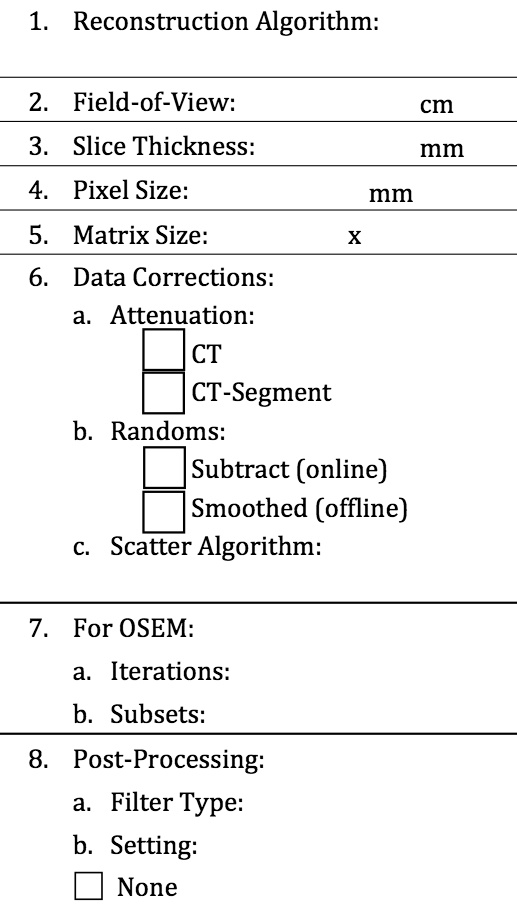 1. Reconstruction Algorithm:
2. Field-of-View: cm
3. Slice Thickness: mm
4. Pixel Size: mm
5. Matrix Size: x
6. Data Corrections:
a. Attenuation:
CT
CT-Segment
b. Randoms:
Subtract (online)
Smoothed (offline)
c. Scatter Algorithm:
7. For OSEM:
a. Iterations:
b. Subsets:
8. Post-Processing:
a. Filter Type:
b. Setting:
None